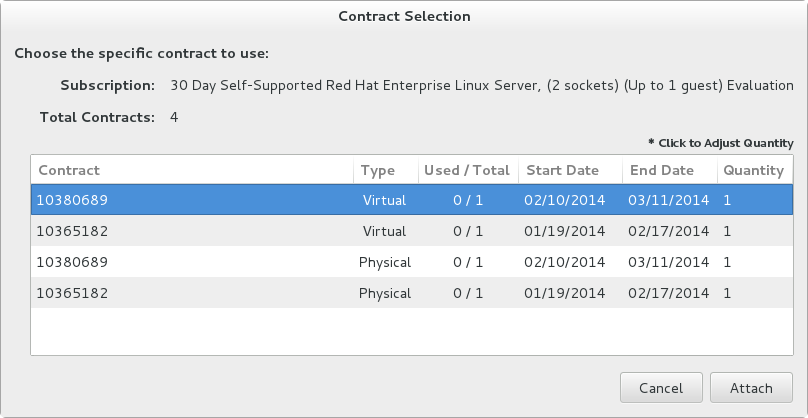 Contract Selection
Choose the specific contract to use:
Subscription: 30 Day Self-Supported Red Hat Enterprise Linux Server, (2 sockets) (Up to 1 guest) Evaluation
Total Contracts: 4
* Click to Adjust Quantity
Contract Type Used / Total Start Date End Date Quantity
10380689 Virtual 0 / 1 02/10/2014 03/11/2014 1
10365182 Virtual 0 / 1 01/19/2014 02/17/2014 1
10380689 Physical 0 / 1 02/10/2014 03/11/2014 1
10365182 Physical 0 / 1 01/19/2014 02/17/2014 1
Cancel Attach